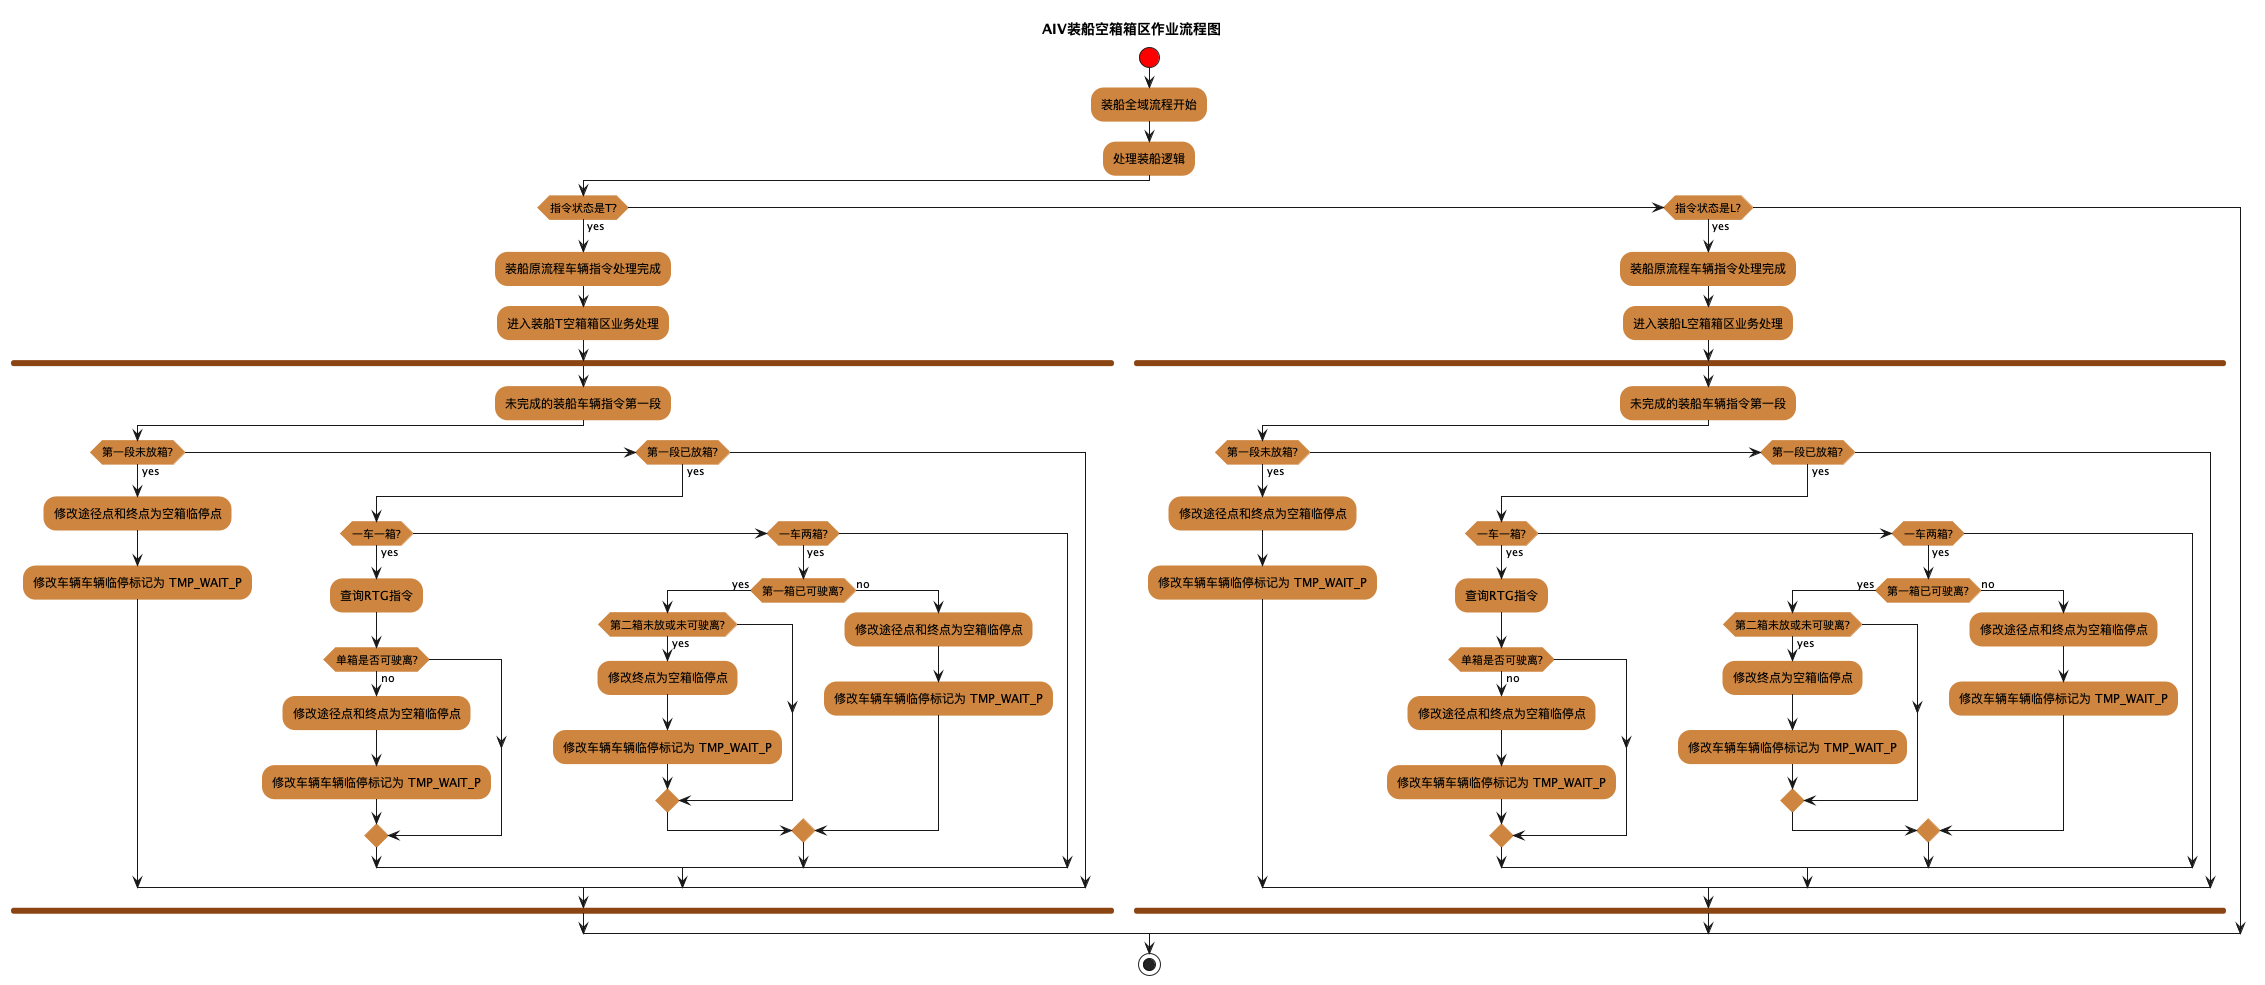 AIV装船空箱箱区作业流程图
装船全域流程开始
处理装船逻辑
指令状态是T?
yes
装船原流程车辆指令处理完成
进入装船T空箱箱区业务处理
未完成的装船车辆指令第一段
第一段未放箱?
yes
修改途径点和终点为空箱临停点
修改车辆车辆临停标记为 TMP_WAIT_P
第一段已放箱?
yes
一车一箱?
yes
查询RTG指令
单箱是否可驶离?
no
修改途径点和终点为空箱临停点
修改车辆车辆临停标记为 TMP_WAIT_P
一车两箱?
yes
第一箱已可驶离?
yes
no
第二箱未放或未可驶离?
yes
修改终点为空箱临停点
修改车辆车辆临停标记为 TMP_WAIT_P
修改途径点和终点为空箱临停点
修改车辆车辆临停标记为 TMP_WAIT_P
指令状态是L?
yes
装船原流程车辆指令处理完成
进入装船L空箱箱区业务处理
未完成的装船车辆指令第一段
第一段未放箱?
yes
修改途径点和终点为空箱临停点
修改车辆车辆临停标记为 TMP_WAIT_P
第一段已放箱?
yes
一车一箱?
yes
查询RTG指令
单箱是否可驶离?
no
修改途径点和终点为空箱临停点
修改车辆车辆临停标记为 TMP_WAIT_P
一车两箱?
yes
第一箱已可驶离?
yes
no
第二箱未放或未可驶离?
yes
修改终点为空箱临停点
修改车辆车辆临停标记为 TMP_WAIT_P
修改途径点和终点为空箱临停点
修改车辆车辆临停标记为 TMP_WAIT_P